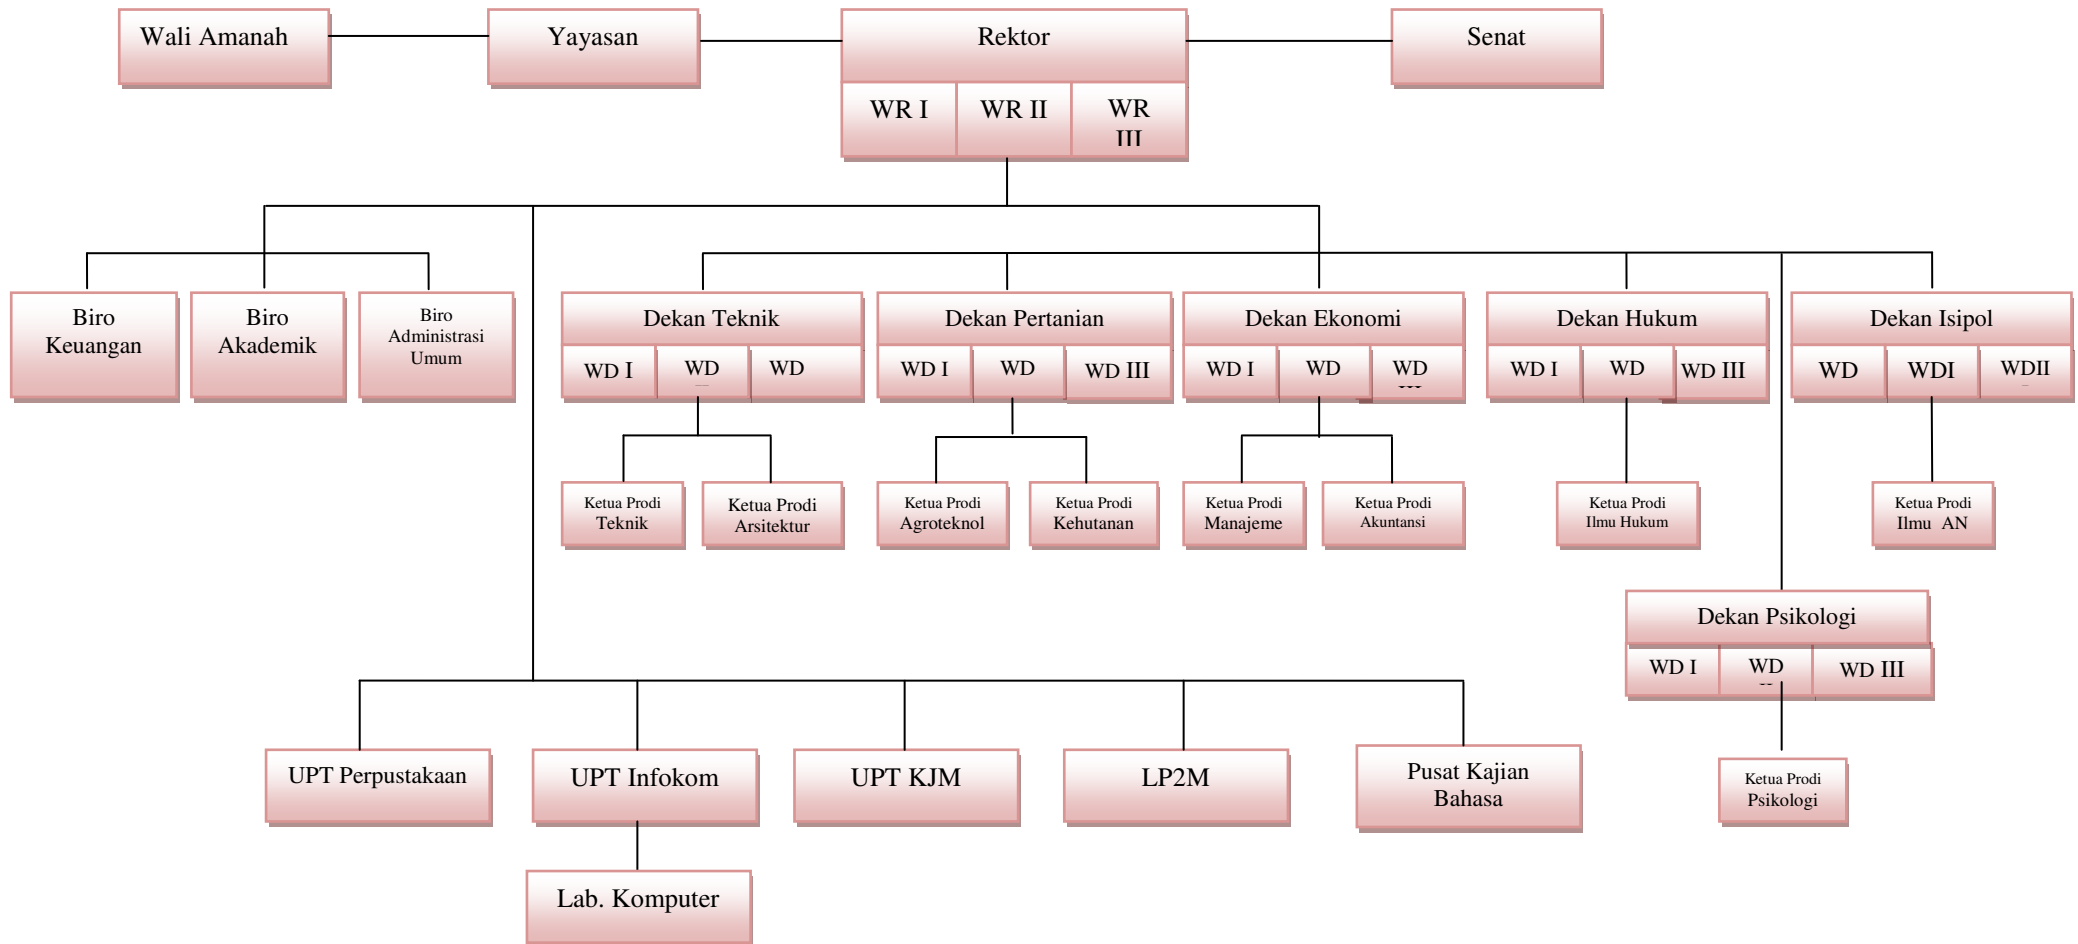 Wali Amanah
Yayasan
Rektor
Senat
WR I
WR II
WR
III
Biro
Keuangan
Biro
Akademik
Biro
Administrasi
Umum
Dekan Teknik
WD I
WD
WD
Dekan Pertanian
WD I
WD
WD III
Dekan Ekonomi
WD I
WD
WD
III
Dekan Hukum
WD I
WD
WD III
Dekan Isipol
WD
WDI
WDII
Ketua Prodi
Teknik
Ketua Prodi
Arsitektur
Ketua Prodi
Agroteknol
Ketua Prodi
Kehutanan
Ketua Prodi
Manajeme
Ketua Prodi
Akuntansi
Ketua Prodi
Ilmu Hukum
Ketua Prodi
Ilmu AN
Dekan Psikologi
WD I
WD
WD III
UPT Perpustakaan
UPT Infokom
UPT KJM
LP2M
Pusat Kajian
Bahasa
Ketua Prodi
Psikologi
Lab. Komputer